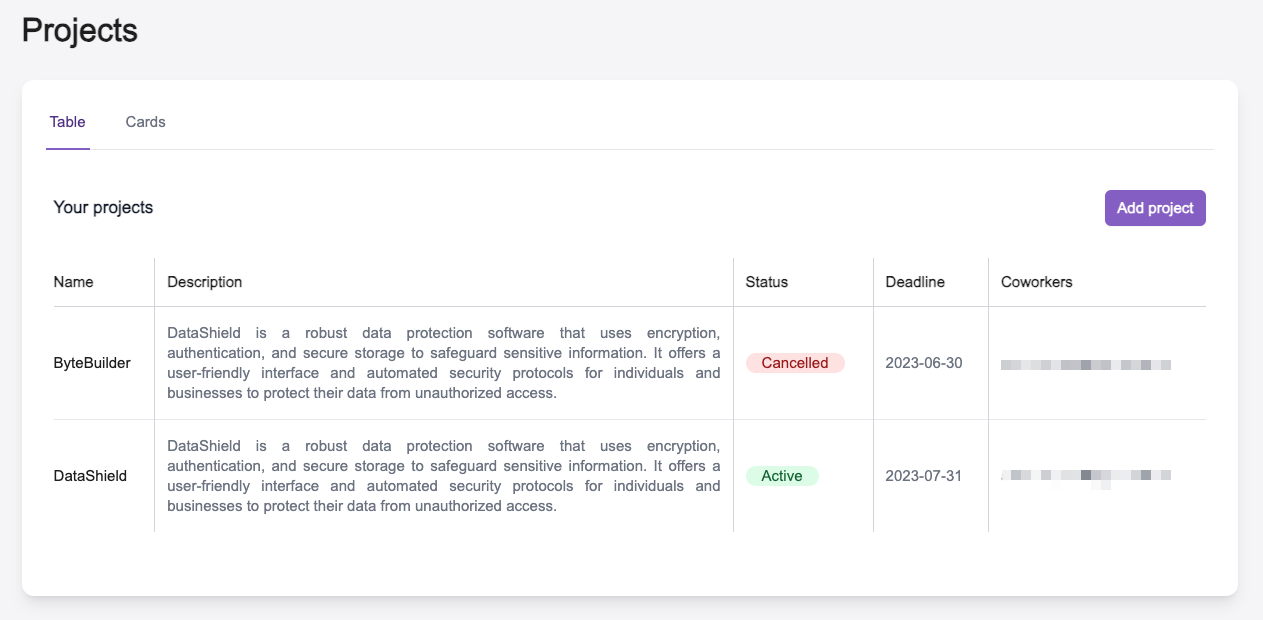 Projects
Table Cards
Your projects
Add project
Name Description Status Deadline Coworkers
DataShield is a robust data protection software that uses encryption,
authentication, and secure storage to safeguard sensitive information. It offers a
ByteBuilder Cancelled 2023-06-30
user-friendly interface and automated security protocols for individuals and
businesses to protect their data from unauthorized access.
DataShield is a robust data protection software that uses encryption,
authentication, and secure storage to safeguard sensitive information. It offers a
DataShield Active 2023-07-31
user-friendly interface and automated security protocols for individuals and
businesses to protect their data from unauthorized access.